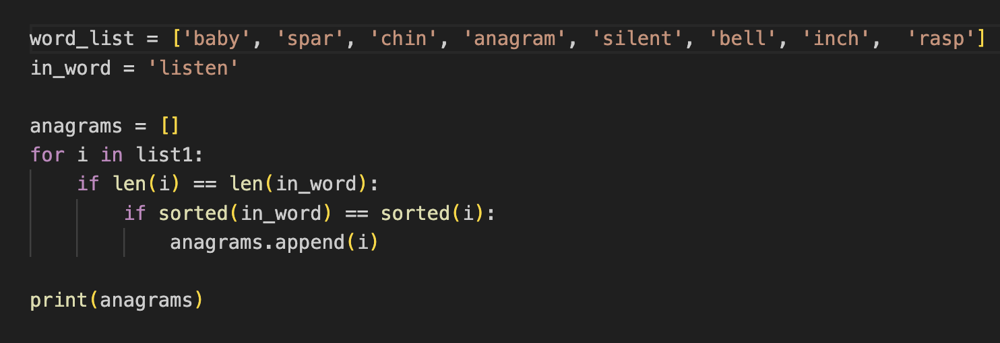 word_list = ['baby', 'spar', 'chin', 'anagram', 'silent', 'bell', 'inch',  'rasp']
in_word = 'listen'

anagrams = []
for i in list1:
    if len(i) == len(in_word):
        if sorted(in_word) == sorted(i):
            anagrams.append(i)

print(anagrams)